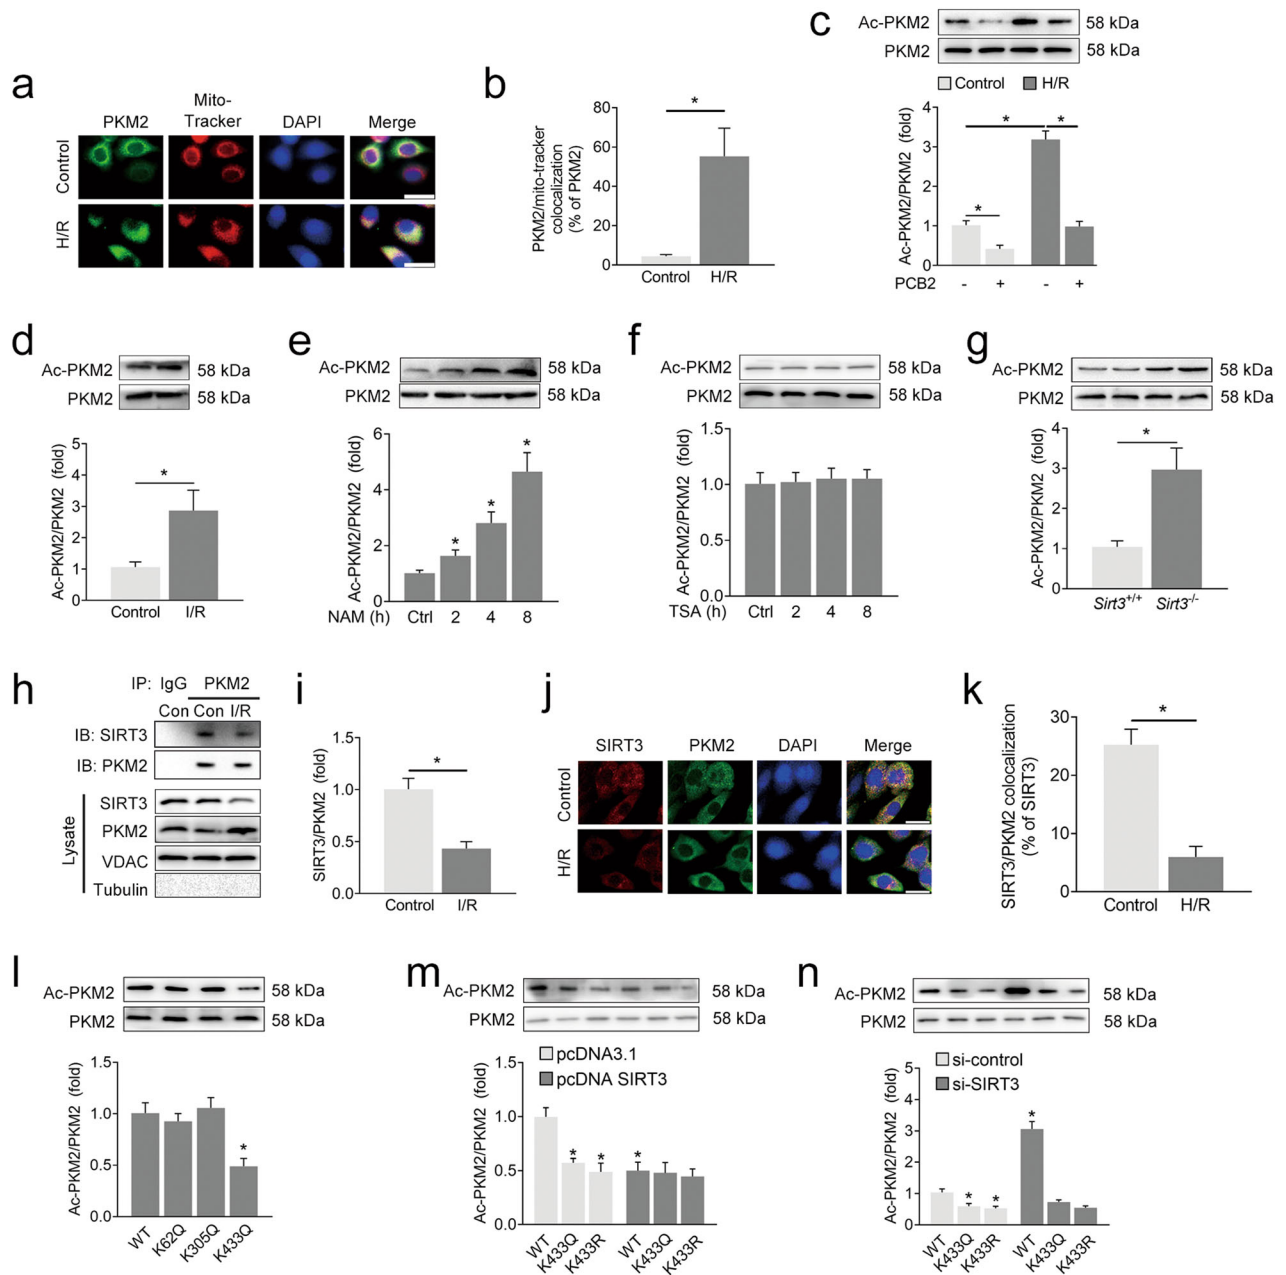 a
PKM2
Mito-
Tracker
DAPI
Merge
Control
H/R
b
PKM2/mito-tracker
colocalization
(% of PKM2)
80
60
40
20
0
*
Control H/R
c
Ac-PKM2 58 kDa
PKM2 58 kDa
Control H/R
Ac-PKM2/PKM2 (fold)
4
3
2
1
0
* *
*
PCB2 - + - +
d
Ac-PKM2 58 kDa
PKM2 58 kDa
Ac-PKM2/PKM2 (fold)
5
4
3
2
1
0
*
Control I/R
e
Ac-PKM2 58 kDa
PKM2 58 kDa
Ac-PKM2/PKM2 (fold)
6
4
2
0
* * *
NAM (h) Ctrl 2 4 8
f
Ac-PKM2 58 kDa
PKM2 58 kDa
Ac-PKM2/PKM2 (fold)
1.5
1.0
0.5
0.0
TSA (h) Ctrl 2 4 8
g
Ac-PKM2 58 kDa
PKM2 58 kDa
Ac-PKM2/PKM2 (fold)
4
3
2
1
0
*
Sirt3+/+ Sirt3-/-
h
IP: IgG PKM2
Con Con I/R
IB: SIRT3
IB: PKM2
Lysate
SIRT3
PKM2
VDAC
Tubulin
i
SIRT3/PKM2 (fold)
1.5
1.0
0.5
0.0
*
Control I/R
j
SIRT3 PKM2 DAPI Merge
Control
H/R
k
SIRT3/PKM2 colocalization
(% of SIRT3)
30
20
10
0
*
Control H/R
l
Ac-PKM2 58 kDa
PKM2 58 kDa
Ac-PKM2/PKM2 (fold)
1.5
1.0
0.5
0.0
*
WT K62Q K305Q K433Q
m
Ac-PKM2 58 kDa
PKM2 58 kDa
pcDNA3.1
pcDNA SIRT3
Ac-PKM2/PKM2 (fold)
1.5
1.0
0.5
0.0
* * *
WT K433Q K433R WT K433Q K433R
n
Ac-PKM2 58 kDa
PKM2 58 kDa
si-control
si-SIRT3
Ac-PKM2/PKM2 (fold)
5
4
3
2
1
0
* * *
WT K433Q K433R WT K433Q K433R